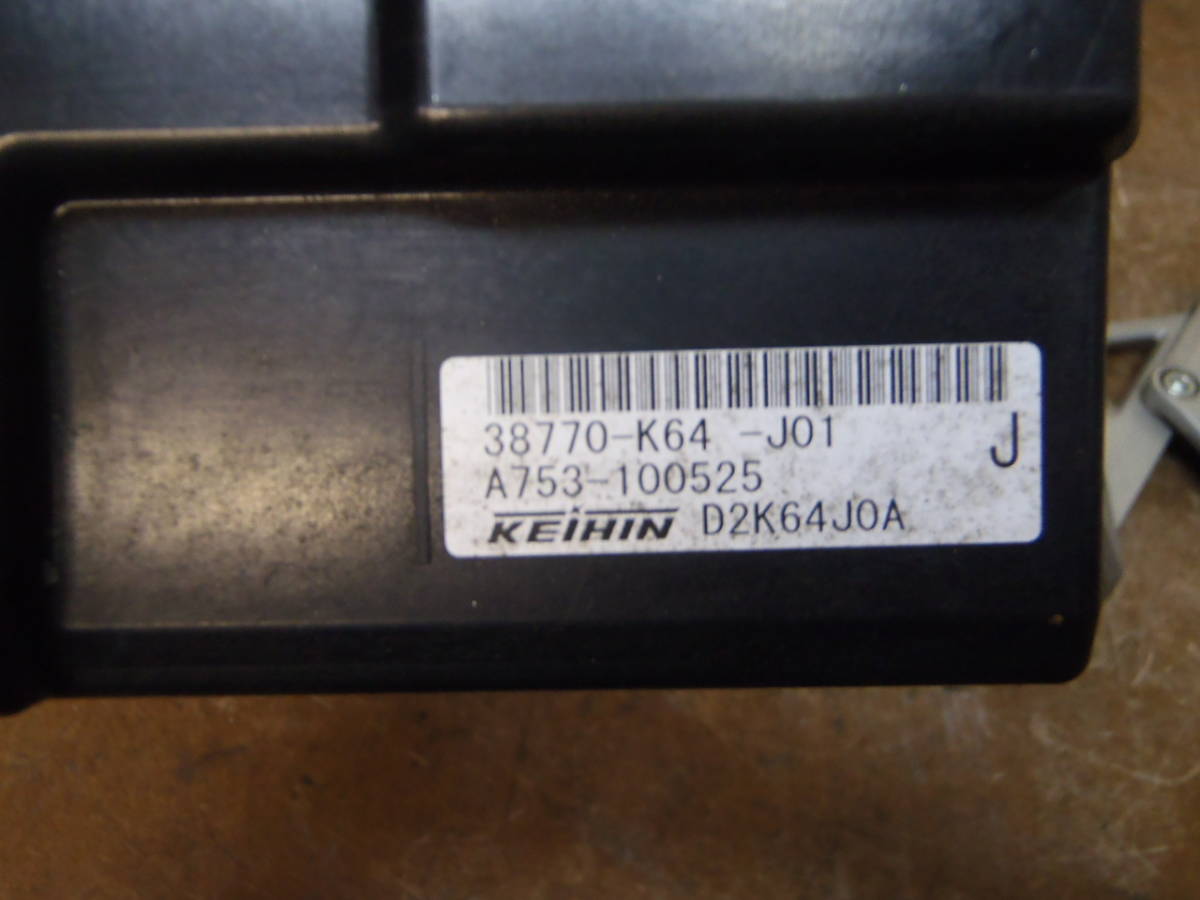 38770-K64 -J01
J
A753-100525
KEIHIN D2K64J0A